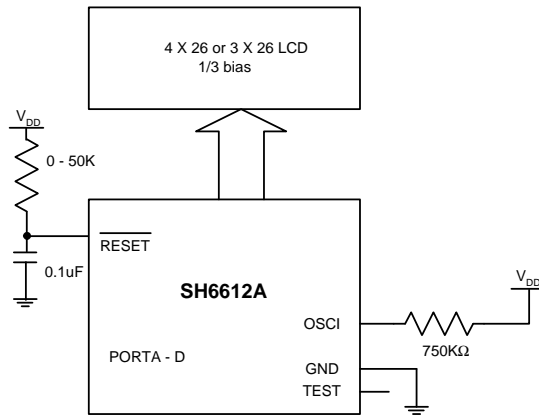 4 X 26 or 3 X 26 LCD
1/3 bias
VDD
0 - 50K
RESET
0.1uF
SH6612A
VDD
OSCI
750KΩ
PORTA - D
GND
TEST